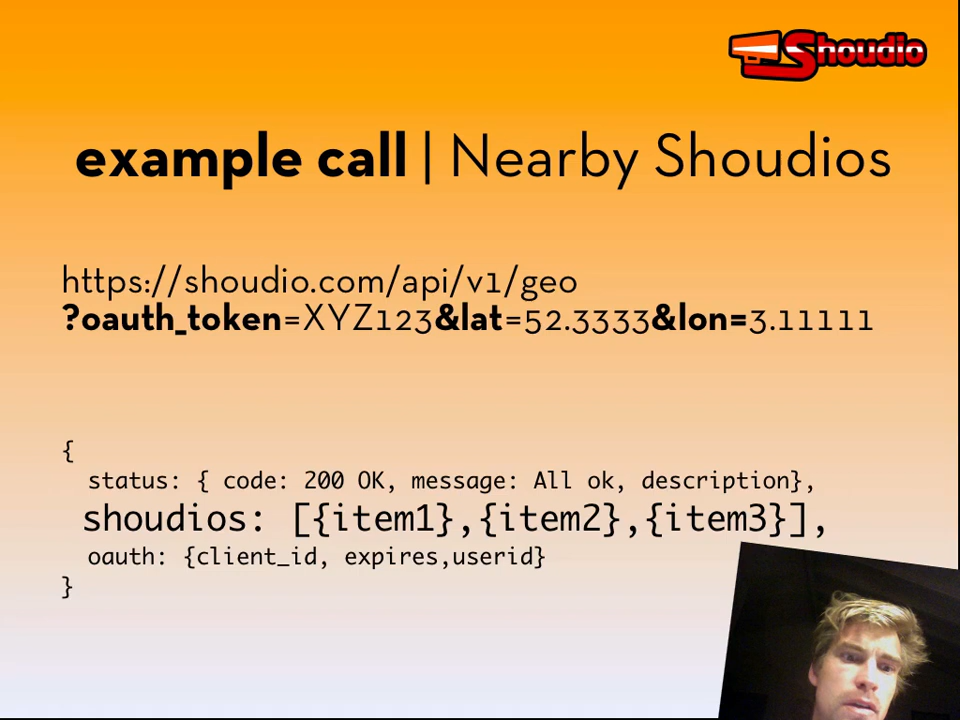 Shoudio
example call | Nearby Shoudios
https://shoudio.com/api/v1/geo
?oauth_token=XYZ123&lat=52.3333&lon=3.11111
{
status: { code: 200 OK, message: All ok, description},
shoudios: [{item1},{item2},{item3}],
oauth: {client_id, expires,userid}
}